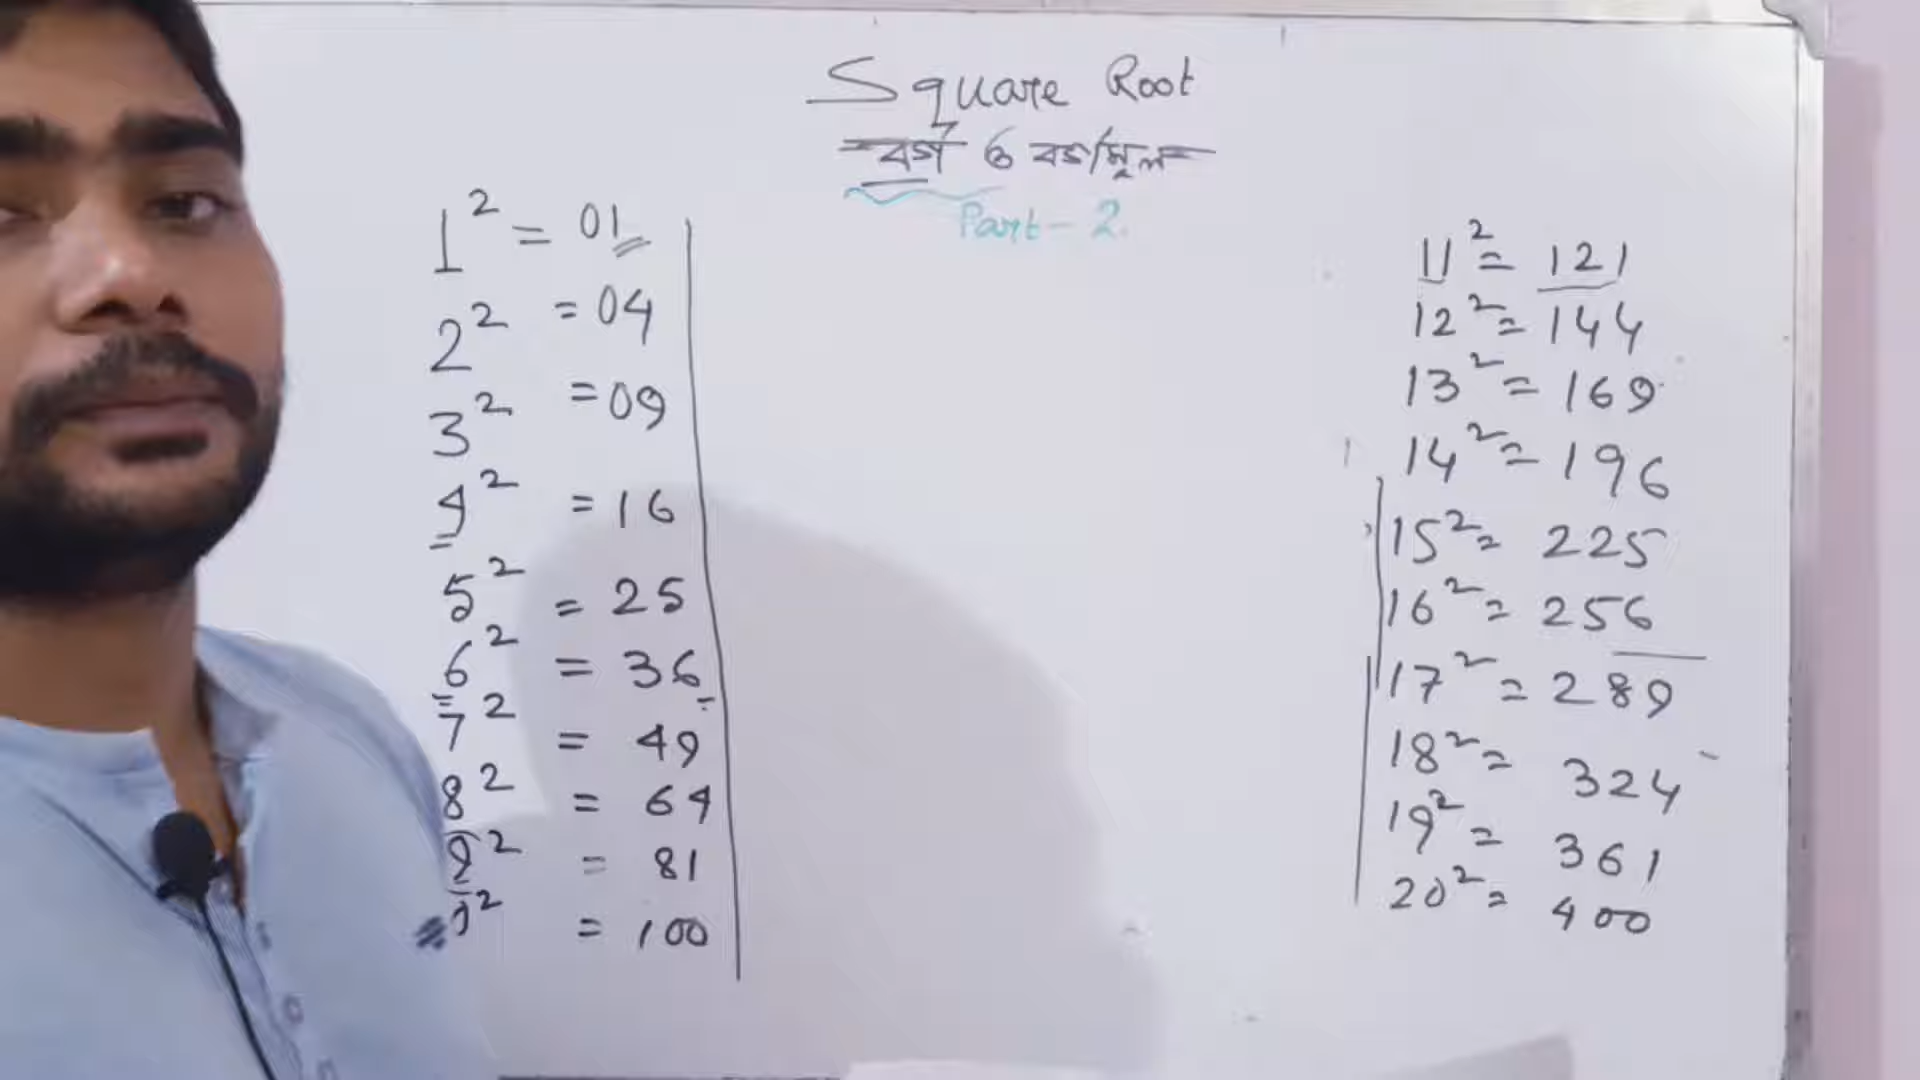 Square Root
বর্গ ও বর্গমূল
Part - 2.
1² = 01
2² = 04
3² = 09
4² = 16
5² = 25
6² = 36
7² = 49
8² = 64
9² = 81
² = 100
11² = 121
12² = 144
13² = 169
14² = 196
15² = 225
16² = 256
17² = 289
18² = 324
19² = 361
20² = 400